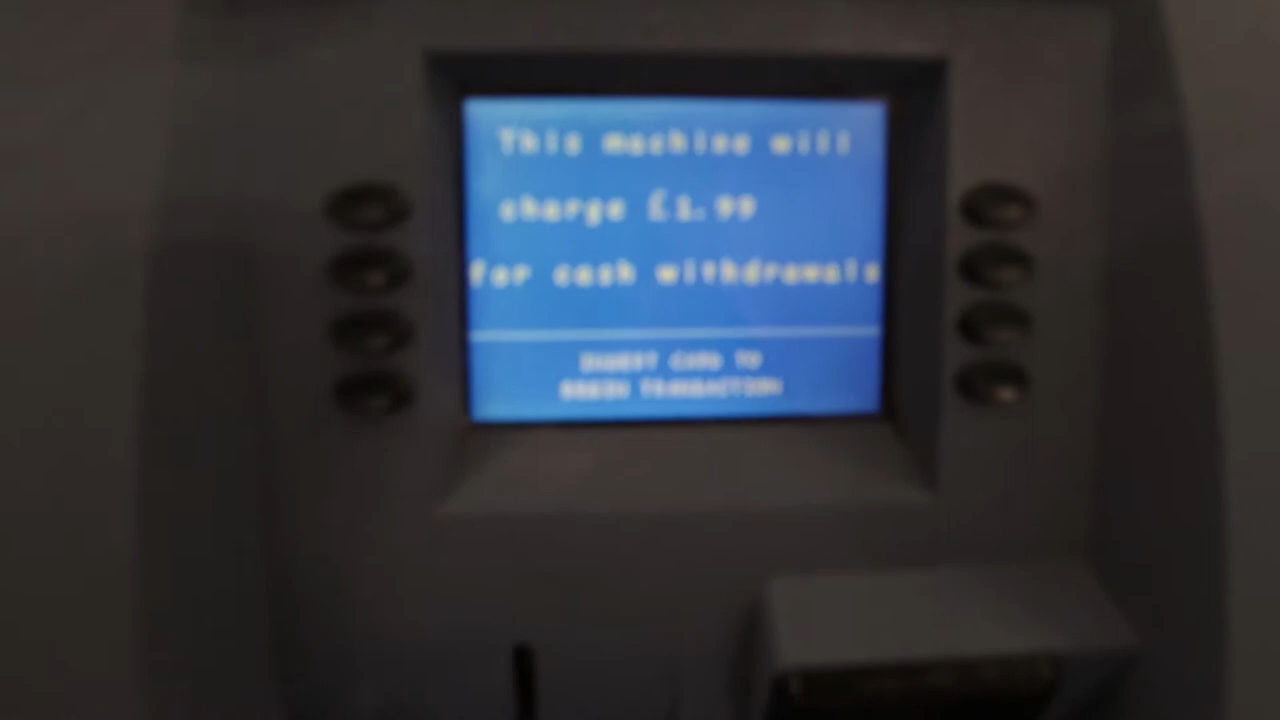 This machine will
charge £1.99
for cash withdrawals
INSERT CARD TO
BEGIN TRANSACTION